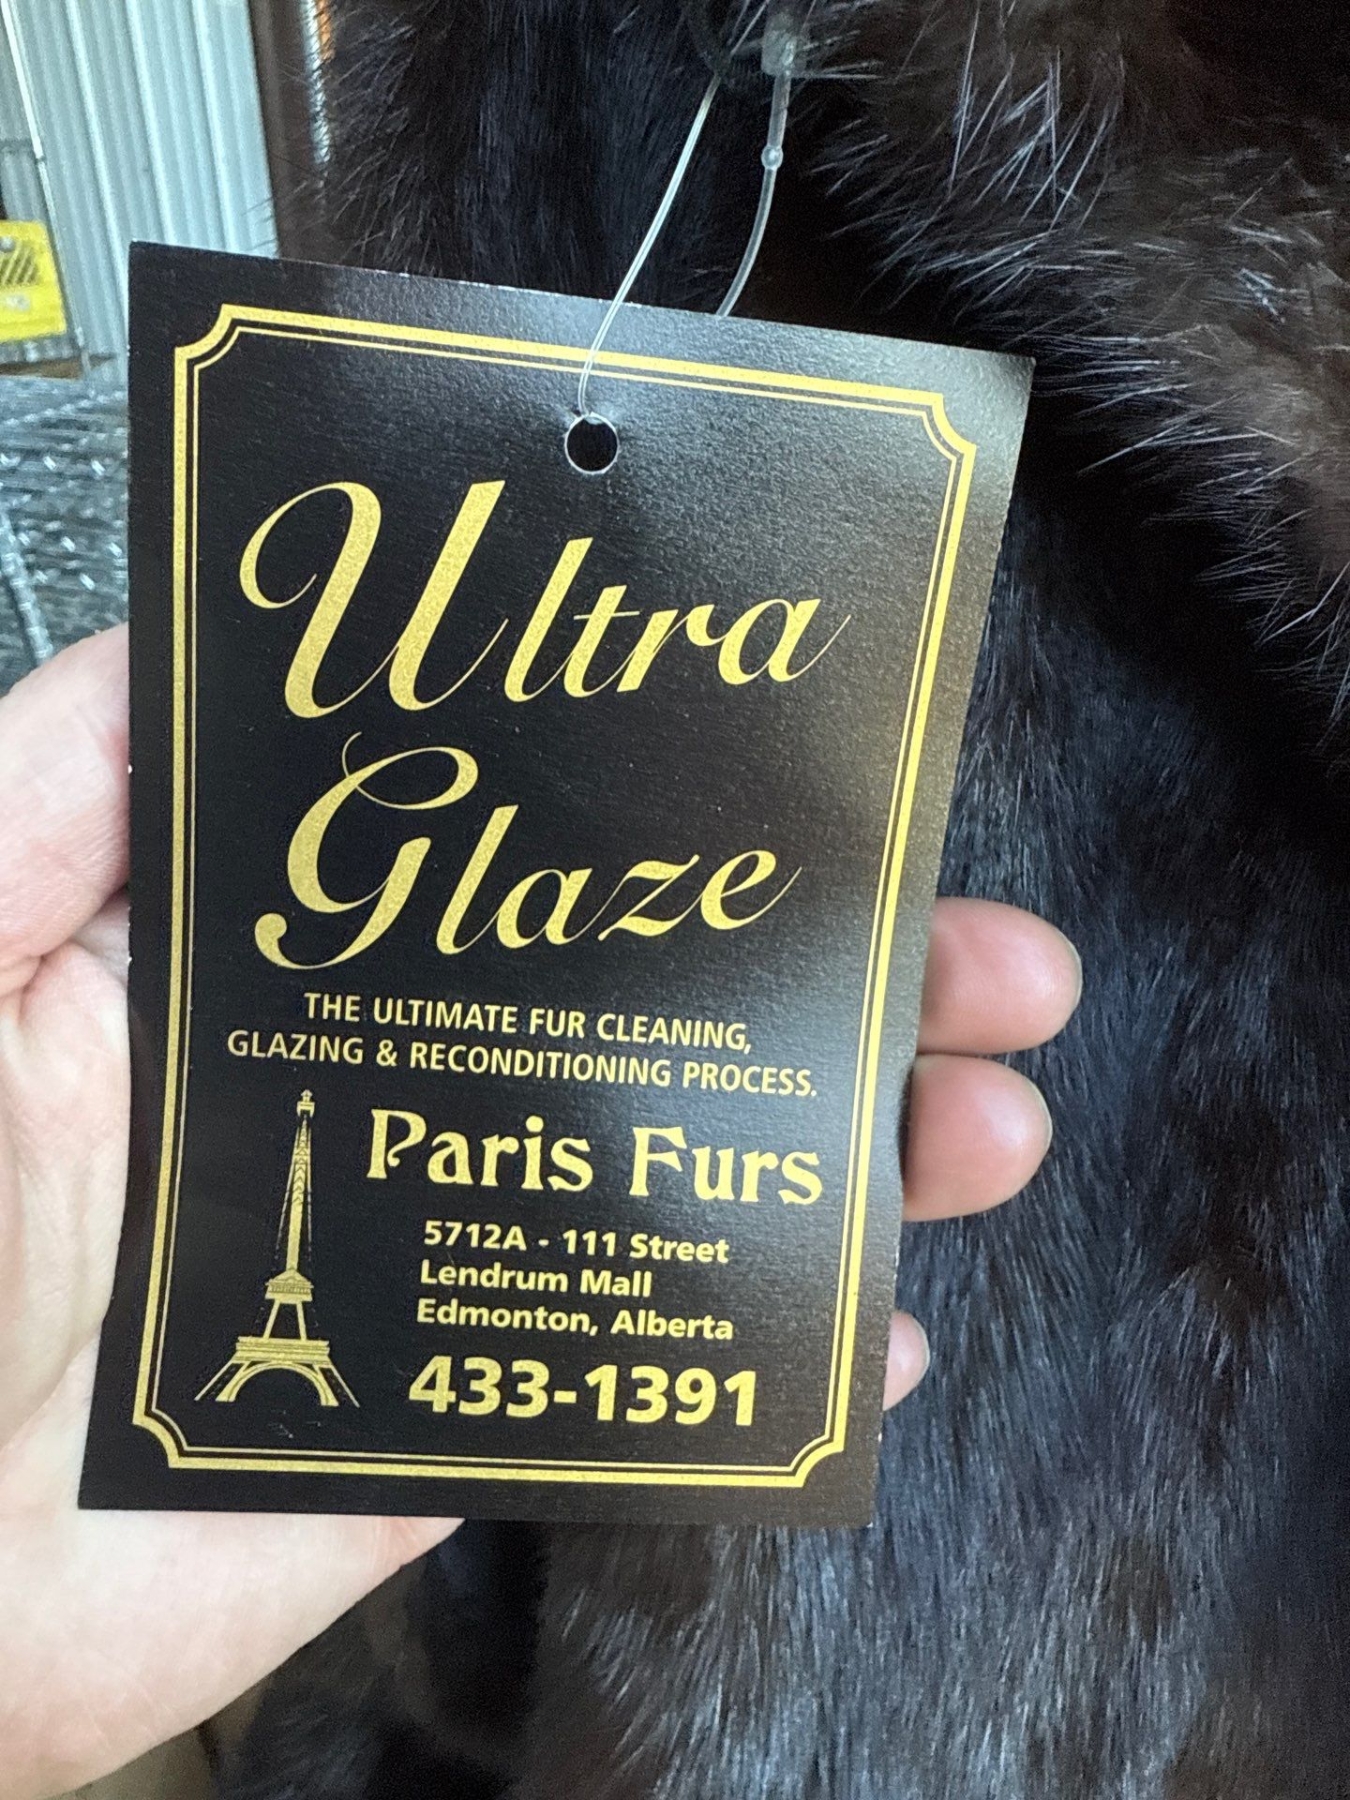 Ultra
Glaze
THE ULTIMATE FUR CLEANING,
GLAZING & RECONDITIONING PROCESS.
Paris Furs
5712A - 111 Street
Lendrum Mall
Edmonton, Alberta
433-1391